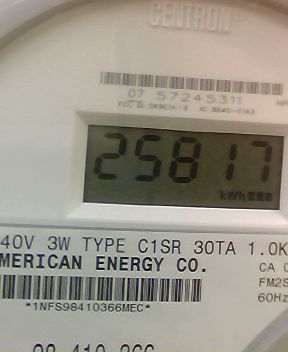 CENTRON
07 57245311
25817
kWh
40V 3W TYPE C1SR 30TA 1.0K
MERICAN ENERGY CO.
CA 0
FM2S
60Hz
*1NFS98410366MEC*